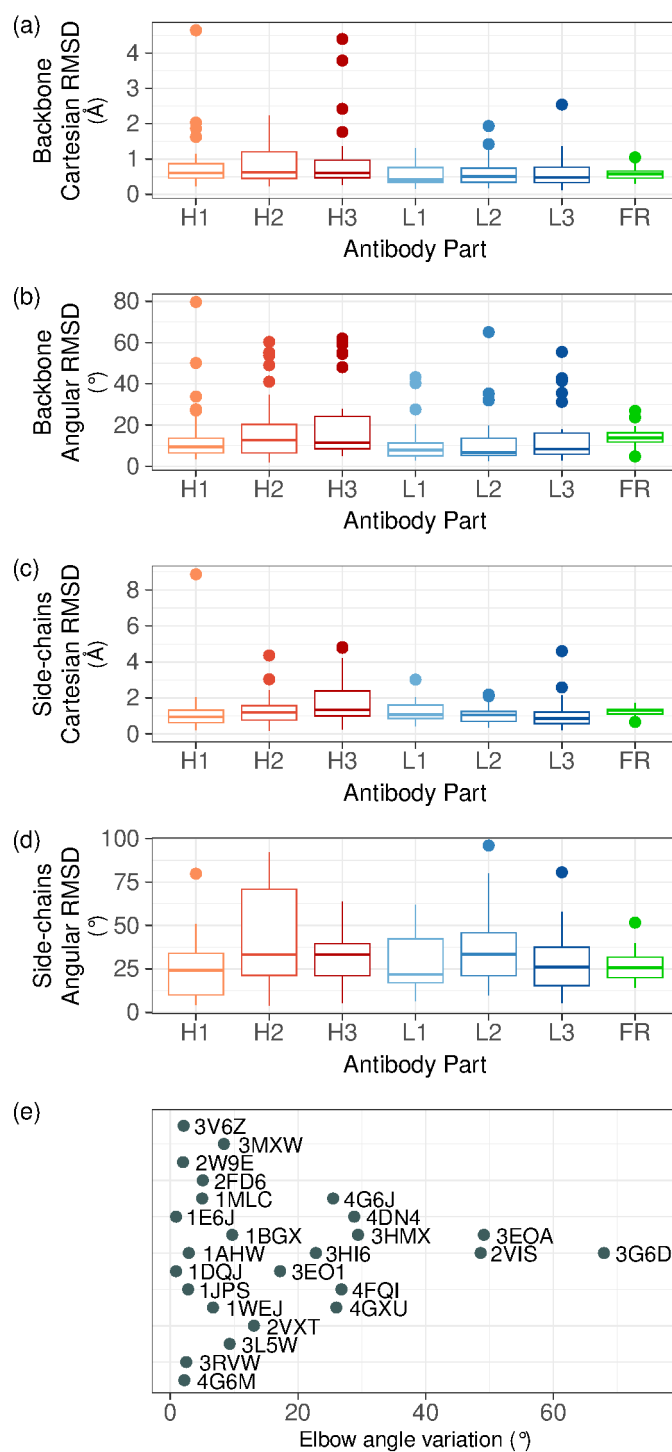 (a)
Backbone
Cartesian RMSD
(Å)
4
3
2
1
0
H1 H2 H3 L1 L2 L3 FR
Antibody Part
(b)
Backbone
Angular RMSD
(°)
80
60
40
20
0
H1 H2 H3 L1 L2 L3 FR
Antibody Part
(c)
Side-chains
Cartesian RMSD
(Å)
8
6
4
2
0
H1 H2 H3 L1 L2 L3 FR
Antibody Part
(d)
Side-chains
Angular RMSD
(°)
100
75
50
25
0
H1 H2 H3 L1 L2 L3 FR
Antibody Part
(e)
3V6Z
3MXW
2W9E
2FD6
1MLC 4G6J
1E6J 4DN4
1BGX 3HMX 3EOA
1AHW 3HI6 2VIS 3G6D
1DQJ 3EO1
1JPS 4FQI
1WEJ 4GXU
2VXT
3L5W
3RVW
4G6M
0 20 40 60
Elbow angle variation (°)